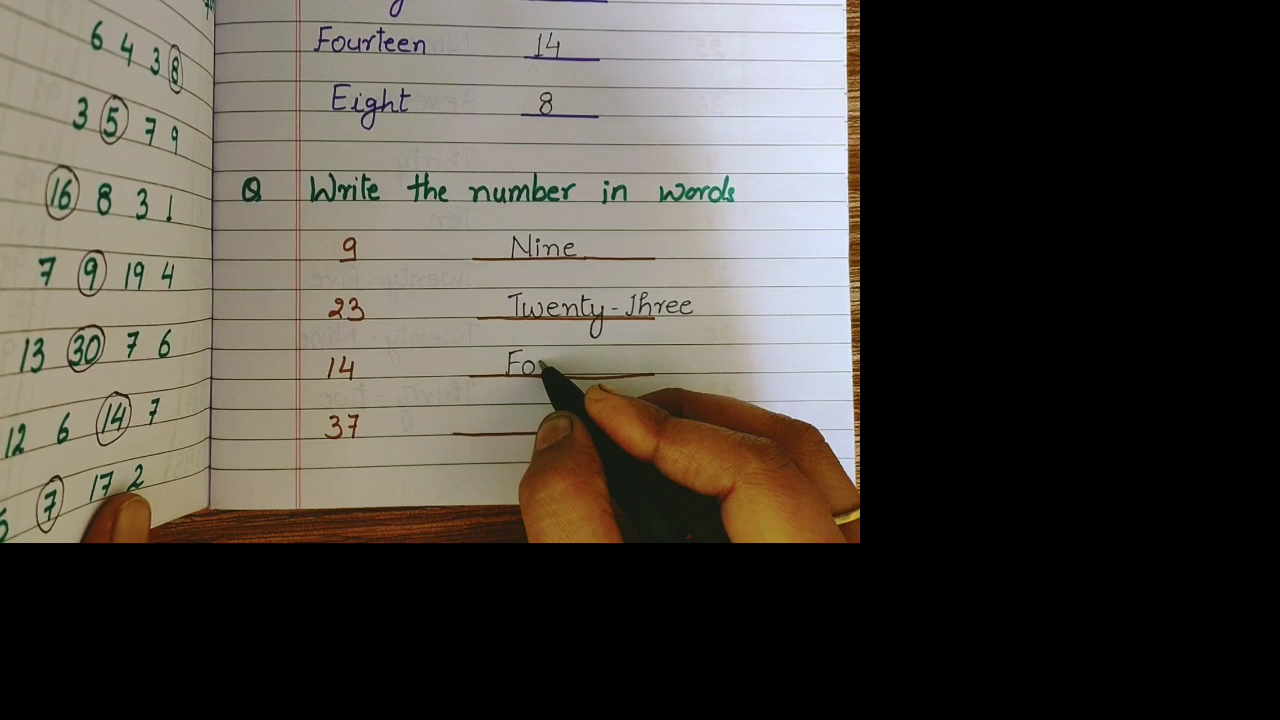 6 4 3 8
3 5 7 9
16 8 3 1
7 9 19 4
13 30 7 6
12 6 14 7
7 17 2
Fourteen 14
Eight 8
Q Write the number in words
9 Nine
23 Twenty-Three
14 Fo
37